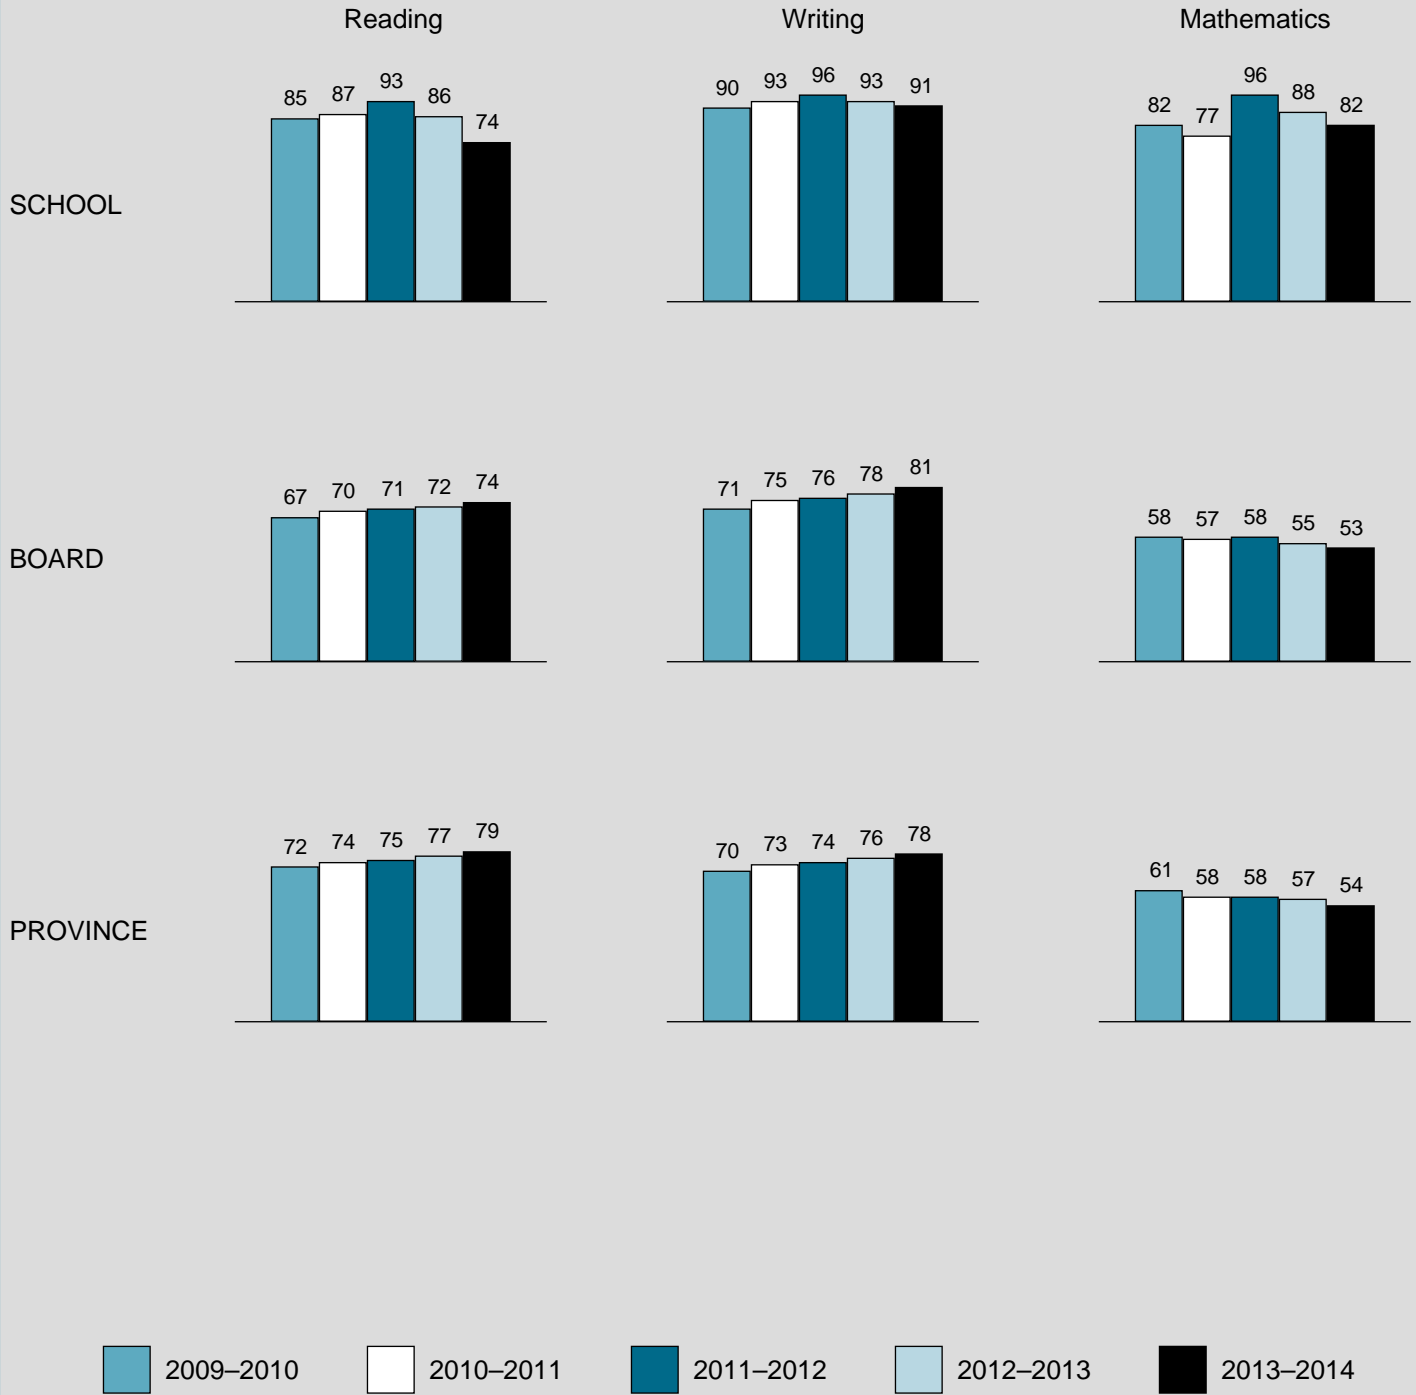 Reading Writing Mathematics
SCHOOL
85 87 93 86 74
90 93 96 93 91
82 77 96 88 82
BOARD
67 70 71 72 74
71 75 76 78 81
58 57 58 55 53
PROVINCE
72 74 75 77 79
70 73 74 76 78
61 58 58 57 54
2009–2010 2010–2011 2011–2012 2012–2013 2013–2014